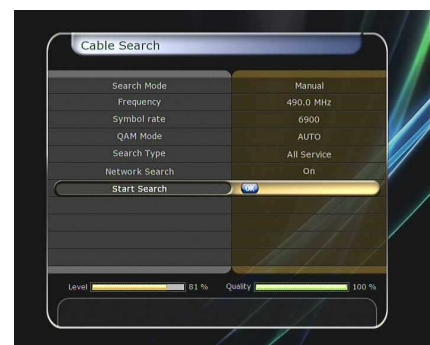 Cable Search
Search Mode Manual
Frequency 490.0 MHz
Symbol rate 6900
QAM Mode AUTO
Search Type All Service
Network Search On
Start Search OK
Level 81 % Quality 100 %